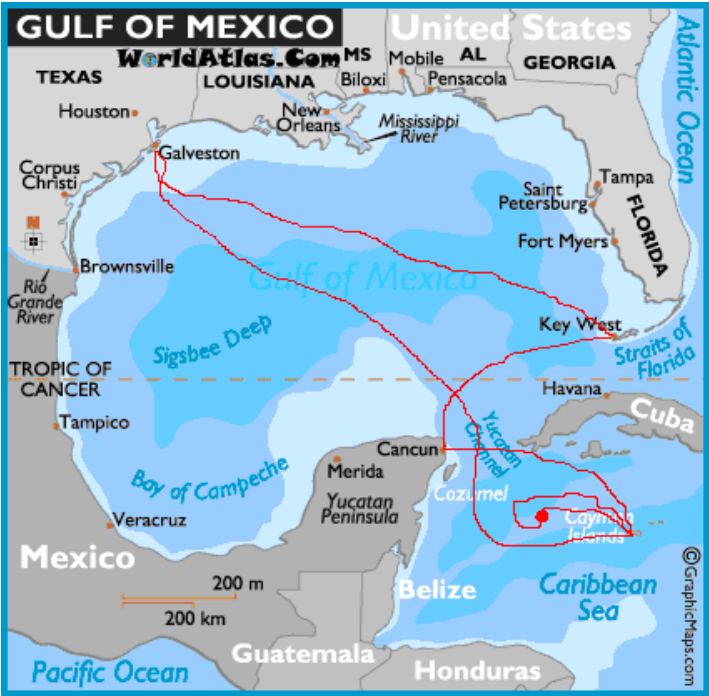 GULF OF MEXICO
United States
WorldAtlas.Com
MS
Mobile
AL
GEORGIA
TEXAS
LOUISIANA
Biloxi
Pensacola
Atlantic Ocean
Houston
New
Orleans
Mississippi
River
Galveston
Corpus
Christi
Tampa
Saint
Petersburg
FLORIDA
N
Fort Myers
Brownsville
Gulf of Mexico
Rio
Grande
River
Key West
Sigsbee Deep
Straits of
Florida
TROPIC OF
CANCER
Havana
Cuba
Tampico
Yucatan
Channel
Cancun
Merida
Bay of Campeche
Cozumel
Yucatan
Peninsula
Veracruz
Cayman
Islands
Mexico
200 m
200 km
Belize
Caribbean
Sea
©GraphicMaps.com
Guatemala
Honduras
Pacific Ocean